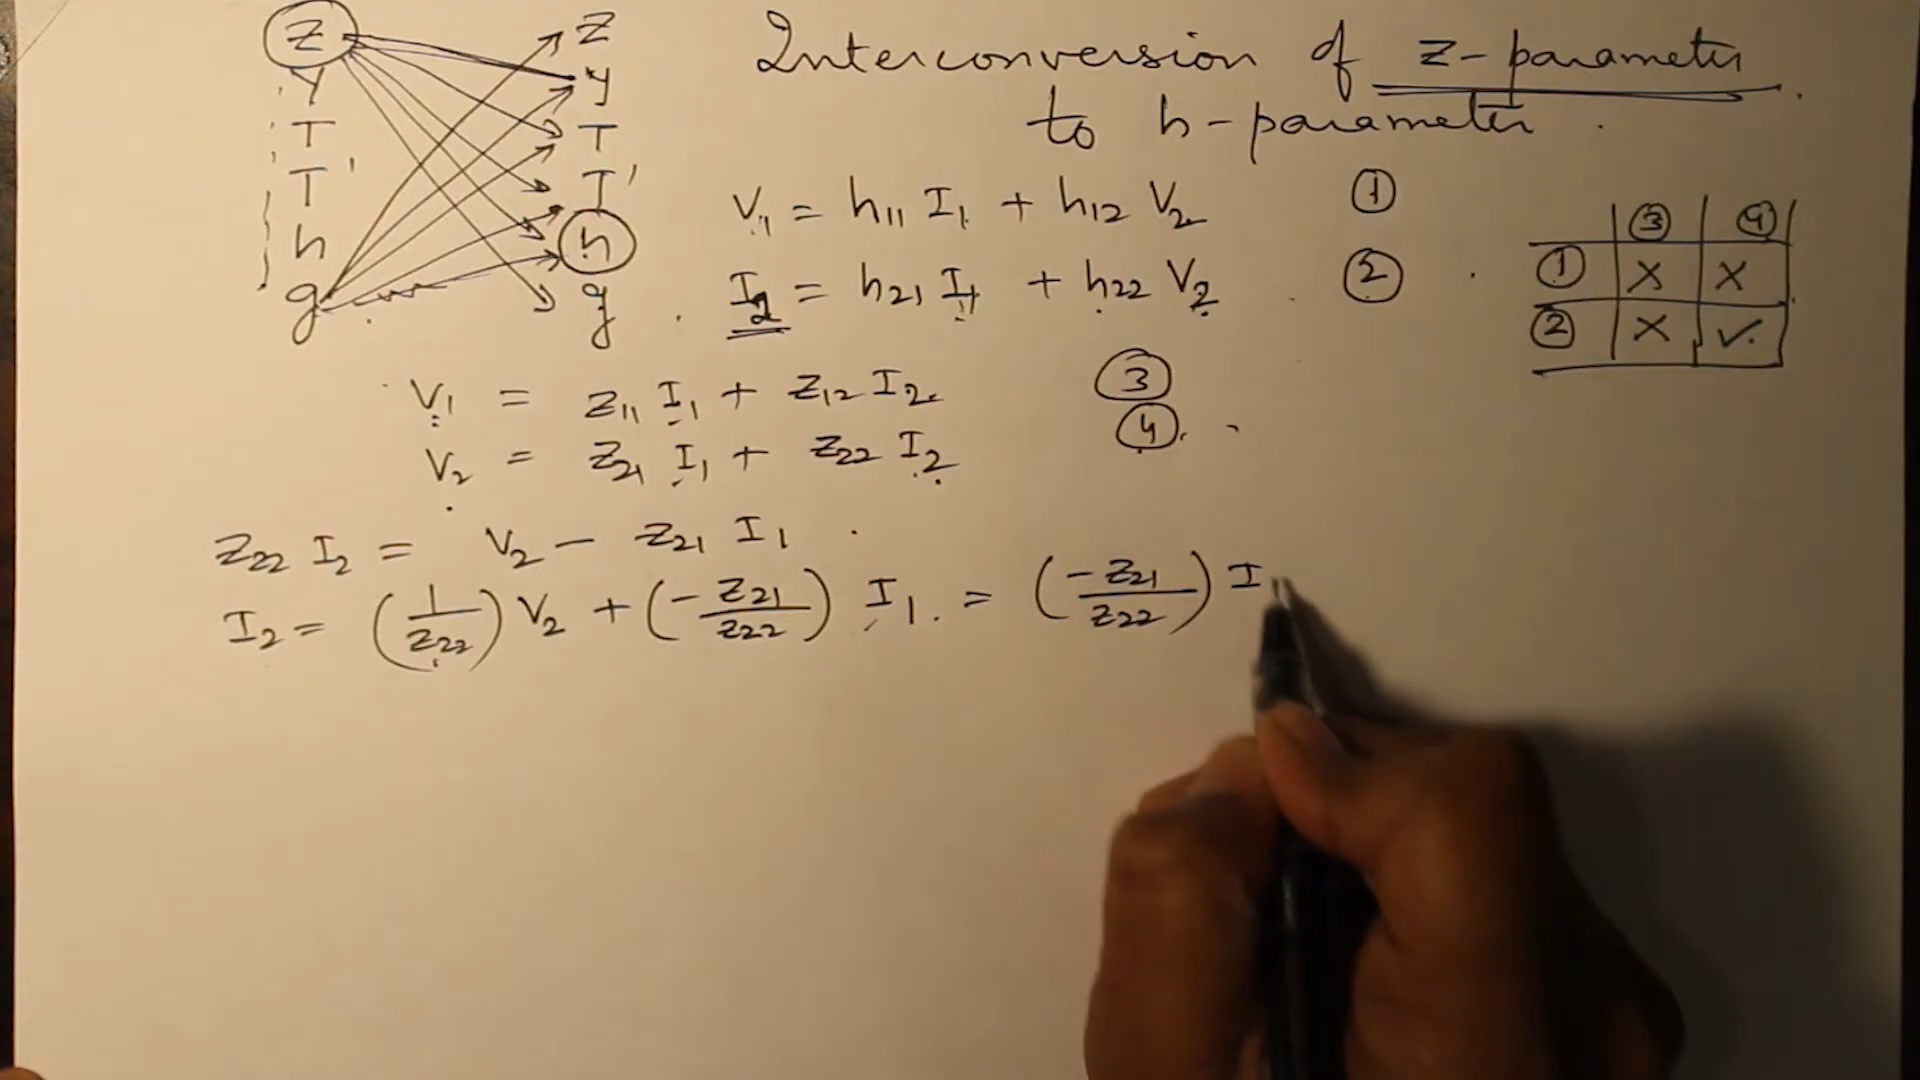 Interconversion of z-parameter
to h-parameter.
Z Z
Y Y
T T
T' T'
h h
g g
V1 = h11 I1 + h12 V2 ①
I2 = h21 I1 + h22 V2 ②
③ ④
① X X
② X ✓
V1 = Z11 I1 + Z12 I2 ③
V2 = Z21 I1 + Z22 I2 ④
Z22 I2 = V2 - Z21 I1
I2 = (1/Z22) V2 + (-Z21/Z22) I1. = (-Z21/Z22) I